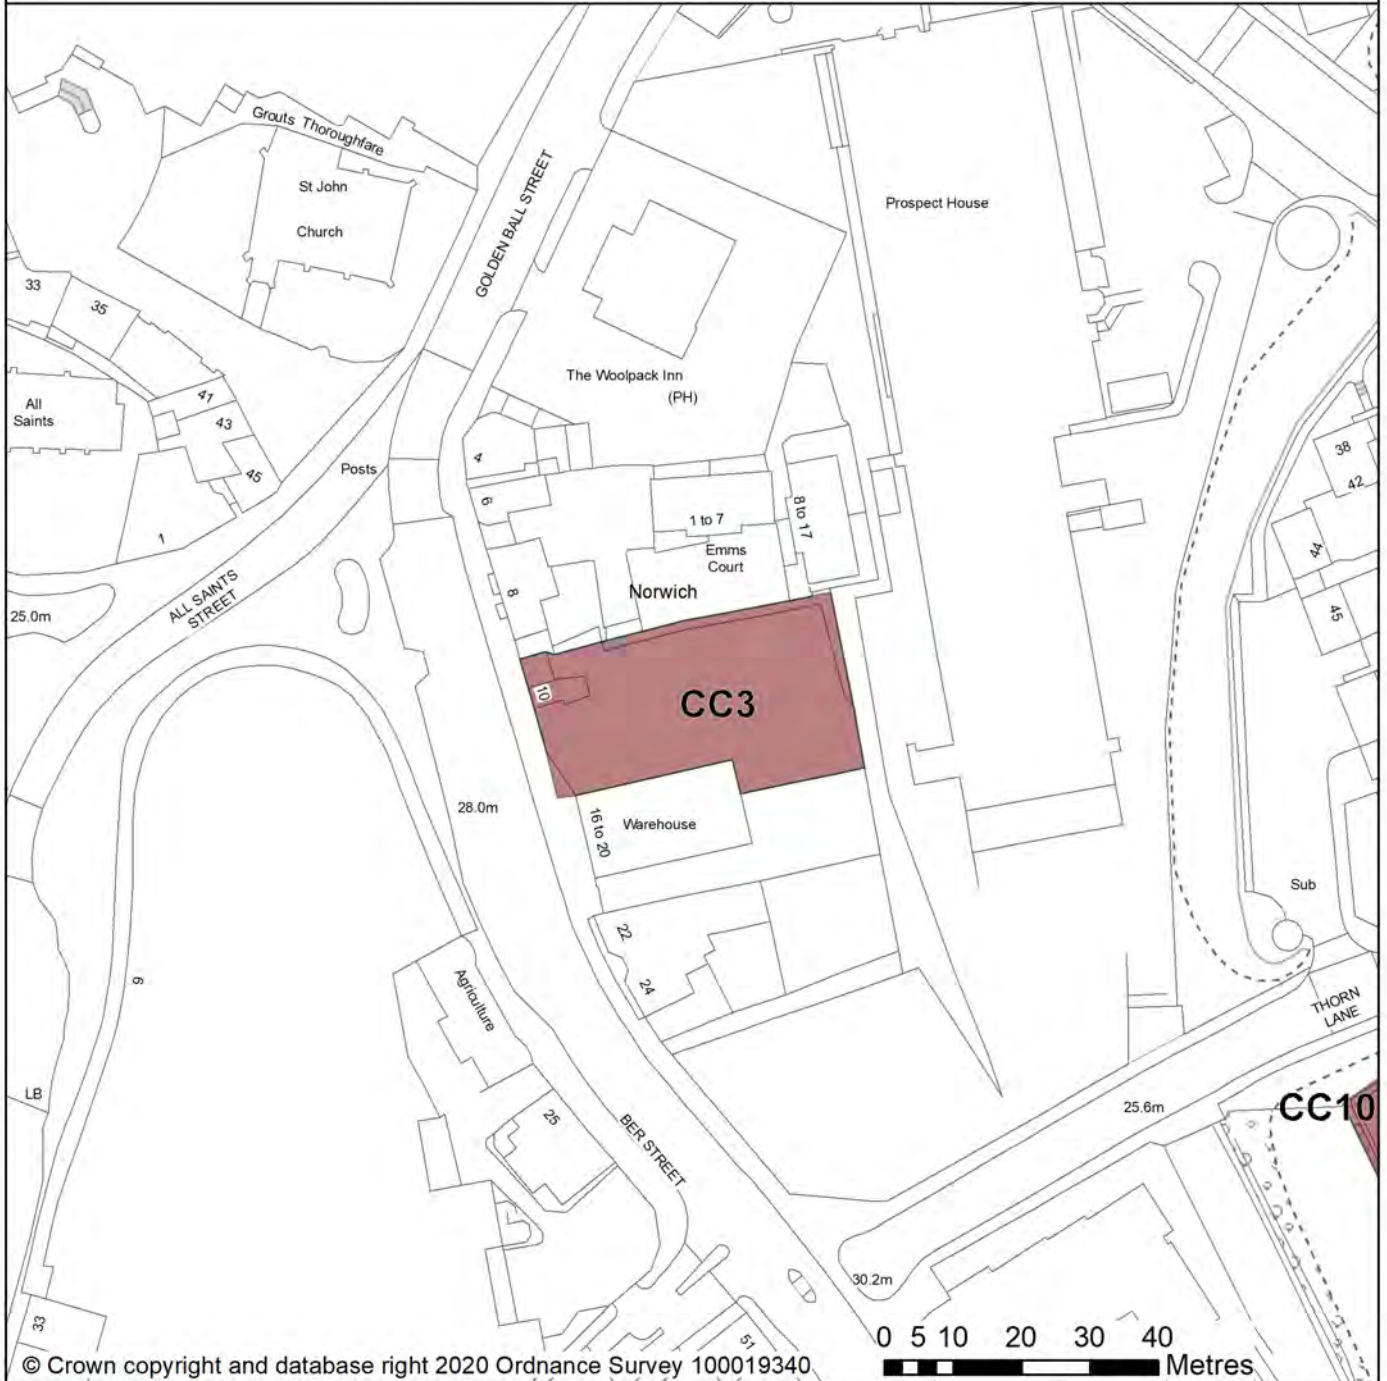 Grouts Thoroughfare
St John
Church
GOLDEN BALL STREET
Prospect House
33
35
41
43
45
All
Saints
1
Posts
The Woolpack Inn
(PH)
4
6
8
1 to 7
8 to 17
Emms
Court
Norwich
38
42
44
45
ALL SAINTS
STREET
25.0m
10
CC3
28.0m
16 to 20
Warehouse
22
24
Sub
9
Agriculture
THORN
LANE
LB
25
BER STREET
25.6m
CC10
30.2m
33
51
0 5 10 20 30 40
Metres
© Crown copyright and database right 2020 Ordnance Survey 100019340.